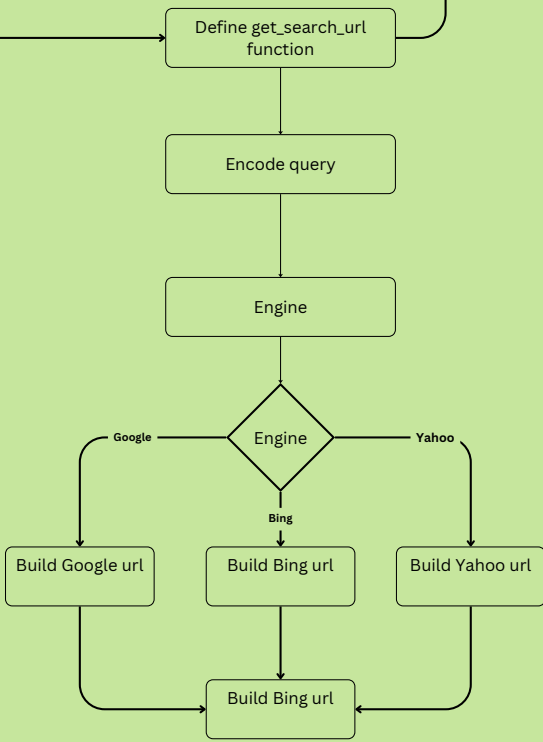 Define get_search_url
function
Encode query
Engine
Engine
Google
Yahoo
Bing
Build Google url
Build Bing url
Build Yahoo url
Build Bing url